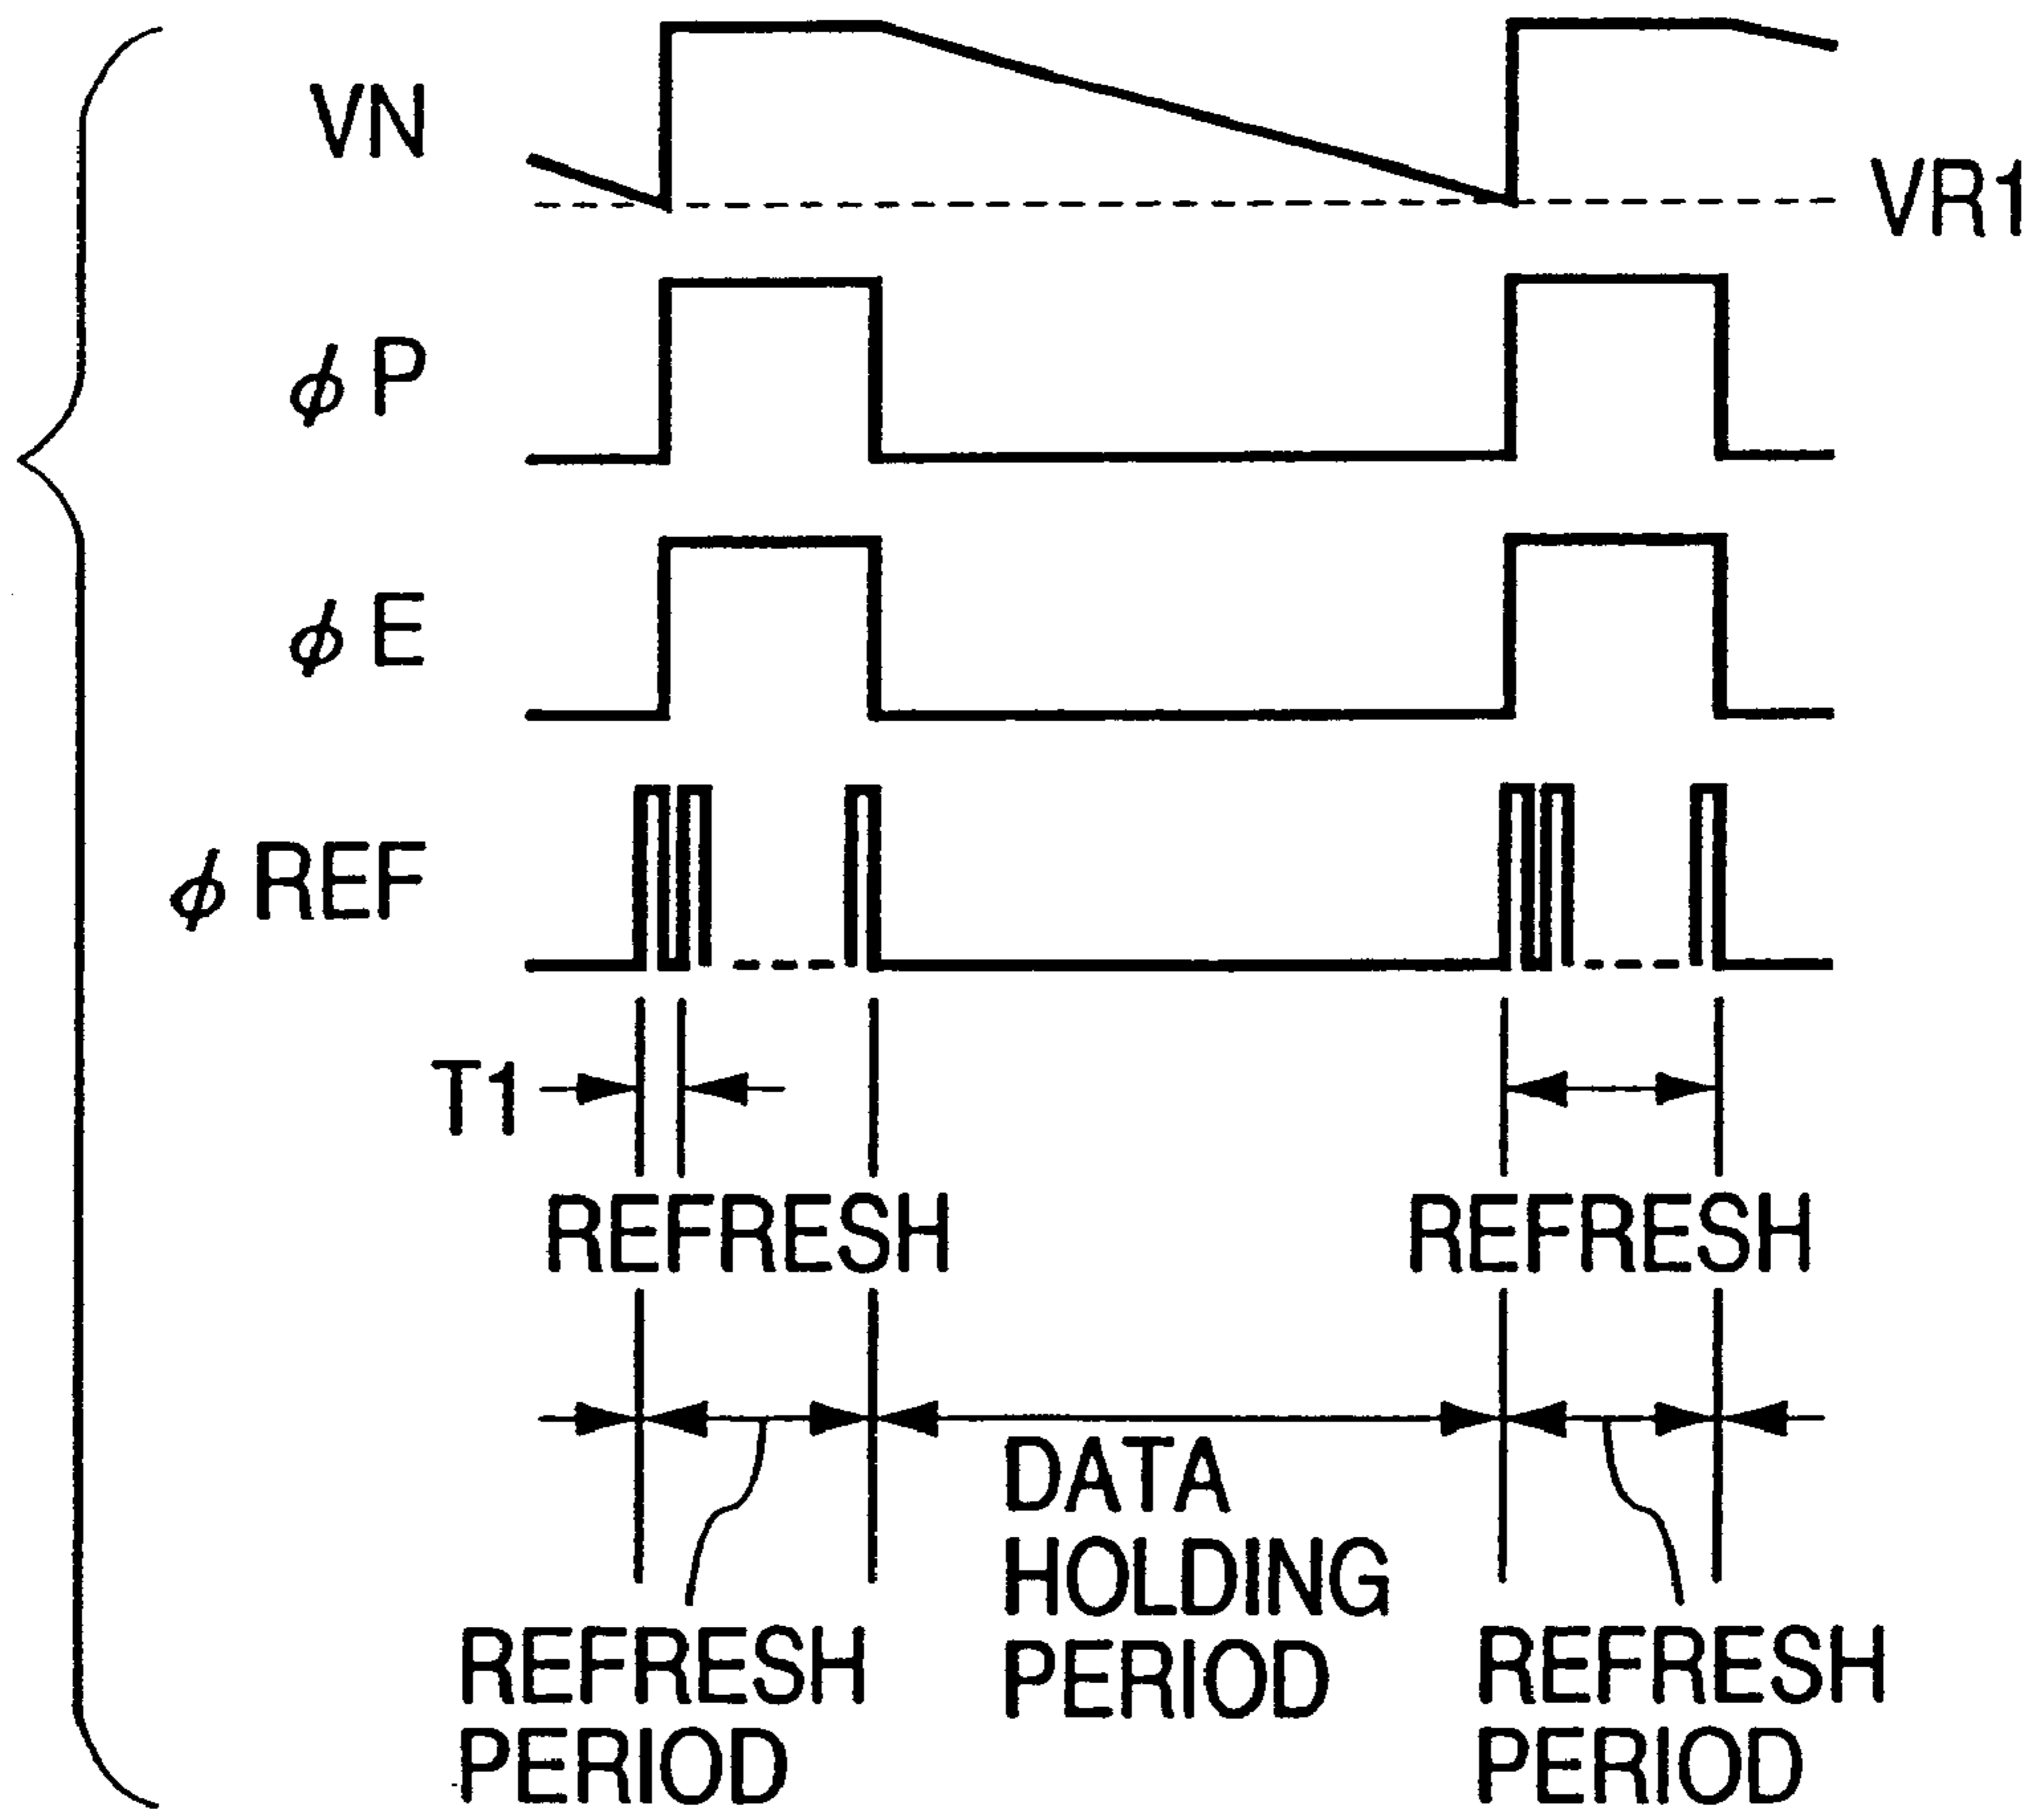 VN
VR1
φP
φE
φREF
T1
REFRESH REFRESH
DATA
HOLDING
PERIOD
REFRESH
PERIOD
REFRESH
PERIOD